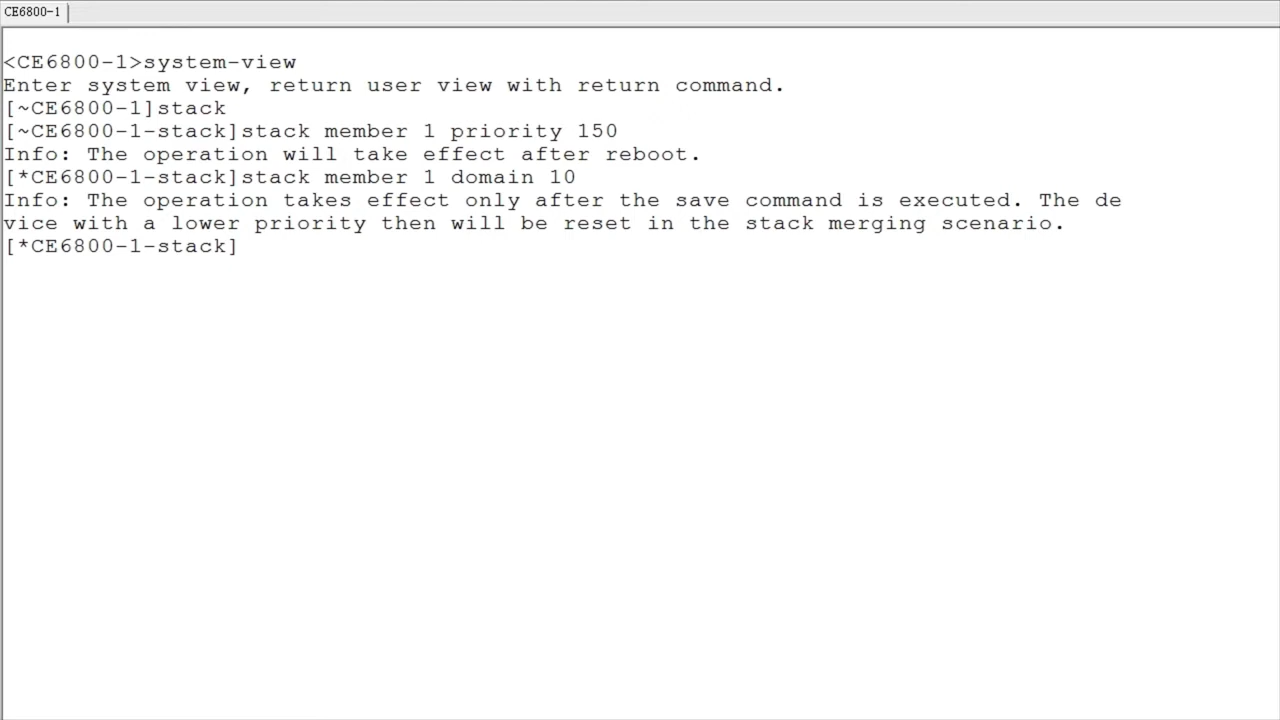 CE6800-1
<CE6800-1>system-view
Enter system view, return user view with return command.
[~CE6800-1]stack
[~CE6800-1-stack]stack member 1 priority 150
Info: The operation will take effect after reboot.
[*CE6800-1-stack]stack member 1 domain 10
Info: The operation takes effect only after the save command is executed. The de
vice with a lower priority then will be reset in the stack merging scenario.
[*CE6800-1-stack]